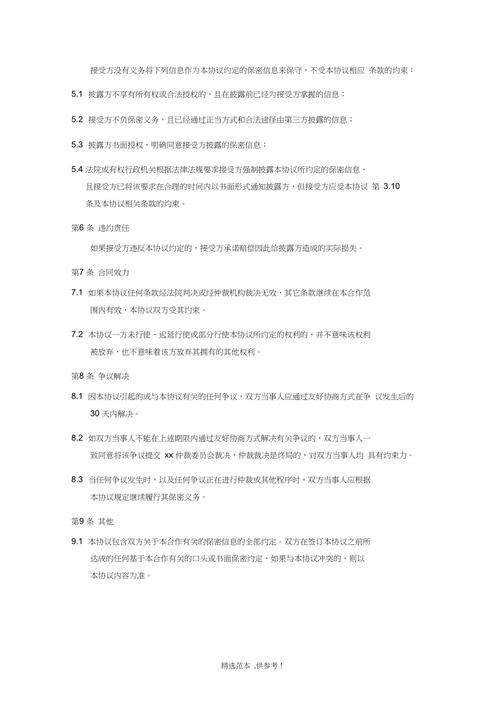 接受方没有义务将下列信息作为本协议约定的保密信息来保守，不受本协议相应 条款的约束：
5.1 披露方不享有所有权或合法授权的，且在披露前已经为接受方掌握的信息；
5.2 接受方不负保密义务，且已经通过正当方式和合法途径由第三方披露的信息；
5.3 披露方书面授权，明确同意接受方披露的保密信息；
5.4 法院或有权行政机关根据法律法规要求接受方强制披露本协议所约定的保密信息，
且接受方已将该要求在合理的时间内以书面形式通知披露方，但接受方应受本协议 第 3.10
条及本协议相关条款的约束。
第6 条 违约责任
如果接受方违反本协议约定的，接受方承诺赔偿因此给披露方造成的实际损失。
第7 条 合同效力
7.1 如果本协议任何条款经法院判决或经仲裁机构裁决无效，其它条款继续在本合作范
围内有效，本协议双方受其约束。
7.2 本协议一方未行使、迟延行使或部分行使本协议所约定的权利的，并不意味该权利
被放弃，也不意味着该方放弃其拥有的其他权利。
第8 条 争议解决
8.1 因本协议引起的或与本协议有关的任何争议，双方当事人应通过友好协商方式在争 议发生后的
30 天内解决。
8.2 如双方当事人不能在上述期限内通过友好协商方式解决有关争议的，双方当事人一
致同意将该争议提交 xx 仲裁委员会裁决，仲裁裁决是终局的，对双方当事人均 具有约束力。
8.3 当任何争议发生时，以及任何争议正在进行仲裁或其他程序时，双方当事人应根据
本协议规定继续履行其保密义务。
第9 条 其他
9.1 本协议包含双方关于本合作有关的保密信息的全部约定。双方在签订本协议之前所
达成的任何基于本合作有关的口头或书面保密约定，如果与本协议冲突的，则以
本协议内容为准。
精选范本 ,供参考！